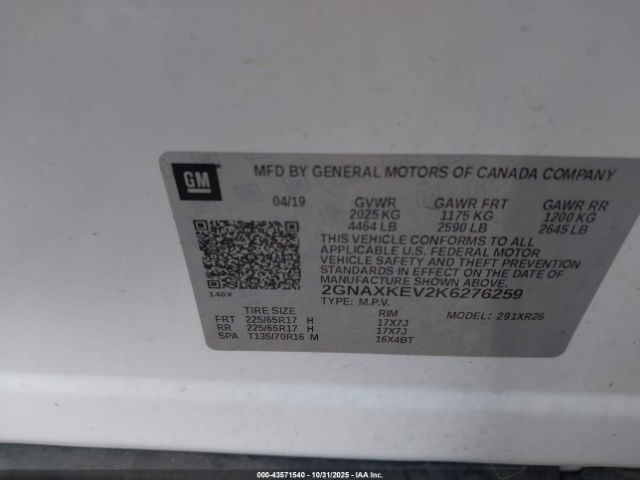 GM
MFD BY GENERAL MOTORS OF CANADA COMPANY
04/19 GVWR GAWR FRT GAWR RR
2025 KG 1175 KG 1200 KG
4464 LB 2590 LB 2645 LB
THIS VEHICLE CONFORMS TO ALL
APPLICABLE U.S. FEDERAL MOTOR
VEHICLE SAFETY, BUMPER, AND THEFT PREVENTION
STANDARDS IN EFFECT ON THE DATE OF
MANUFACTURE SHOWN ABOVE.
140X
2GNAXKEV2K6276259
TYPE: M.P.V.
TIRE SIZE RIM MODEL: 291XR26
FRT 225/65R17 H 17X7J
RR 225/65R17 H 17X7J
SPA T135/70R16 M 16X4BT
000-43571540 - 10/31/2025 - IAA Inc.